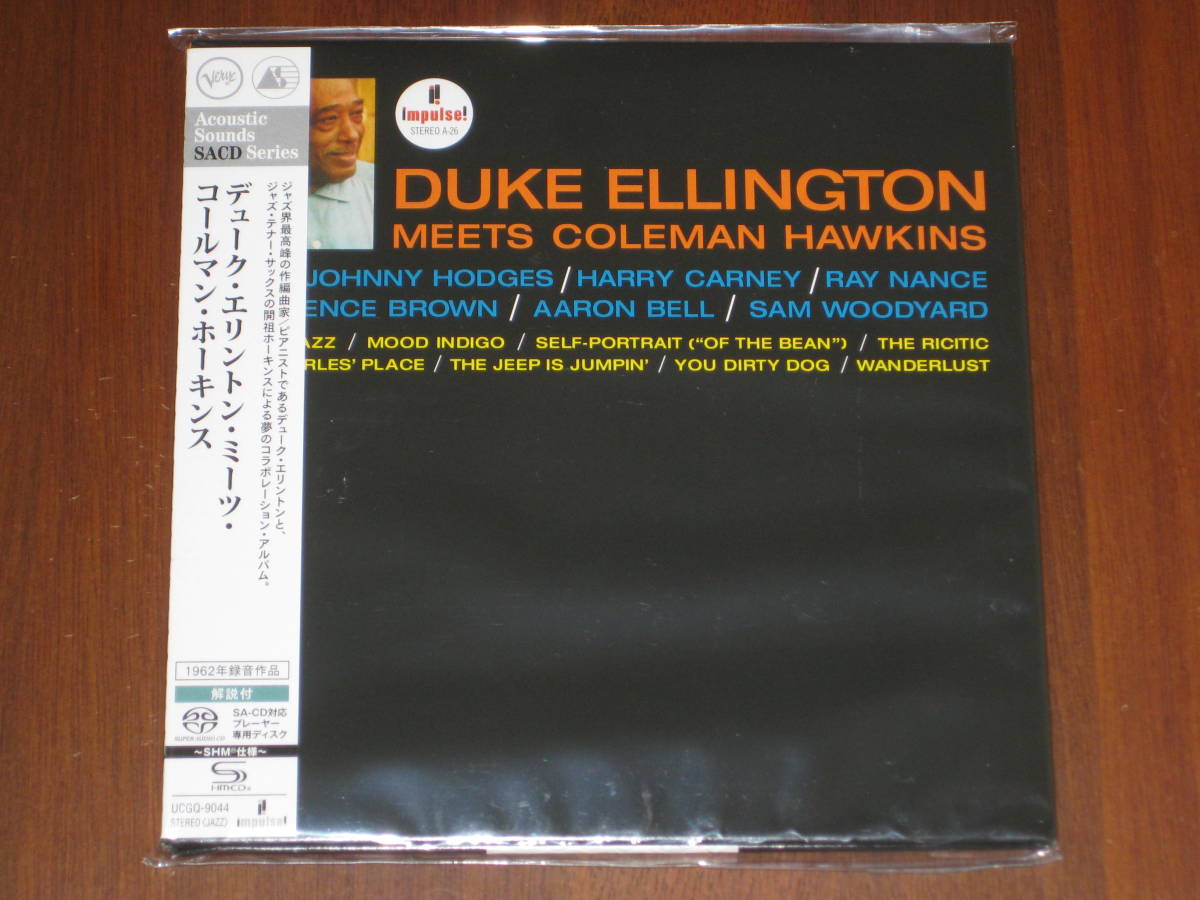 Verve
Acoustic
Sounds
SACD Series
デューク・エリントン・ミーツ・
コールマン・ホーキンス
ジャズ界最高峰の作編曲家/ピアニストであるデューク・エリントンと、
ジャズ・テナー・サックスの開祖ホーキンスによる夢のコラボレーション・アルバム。
1962年録音作品
解説付
SA-CD対応
プレーヤー
専用ディスク
SUPER AUDIO CD
～SHM®仕様～
HM CD
UCGQ-9044
STEREO (JAZZ)
impulse!
impulse!
STEREO A-26
DUKE ELLINGTON
MEETS COLEMAN HAWKINS
JOHNNY HODGES / HARRY CARNEY / RAY NANCE
ENCE BROWN / AARON BELL / SAM WOODYARD
AZZ / MOOD INDIGO / SELF-PORTRAIT (“OF THE BEAN”) / THE RICITIC
RLES’ PLACE / THE JEEP IS JUMPIN’ / YOU DIRTY DOG / WANDERLUST